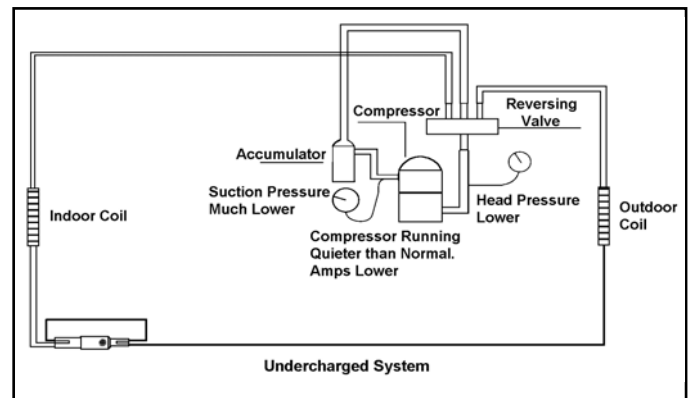 Compressor
Reversing
Valve
Accumulator
Suction Pressure
Much Lower
Head Pressure
Lower
Indoor Coil
Outdoor
Coil
Compressor Running
Quieter than Normal.
Amps Lower
Undercharged System